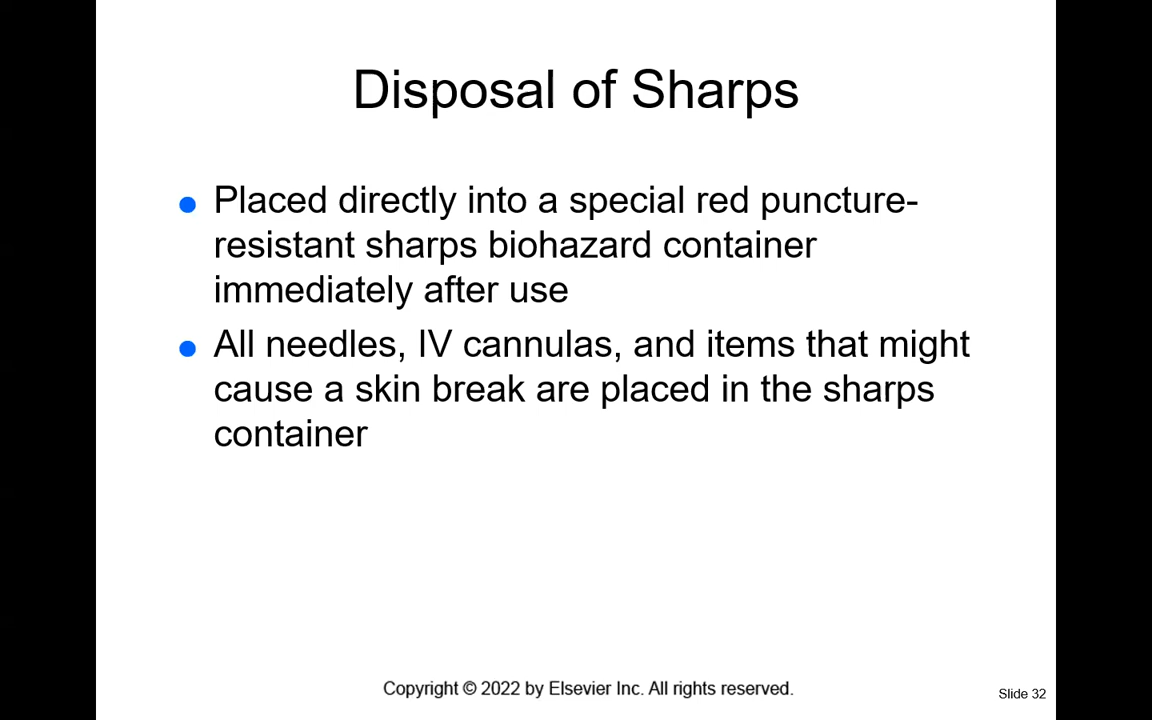 Disposal of Sharps
Placed directly into a special red puncture-
resistant sharps biohazard container
immediately after use
All needles, IV cannulas, and items that might
cause a skin break are placed in the sharps
container
Copyright © 2022 by Elsevier Inc. All rights reserved.
Slide 32